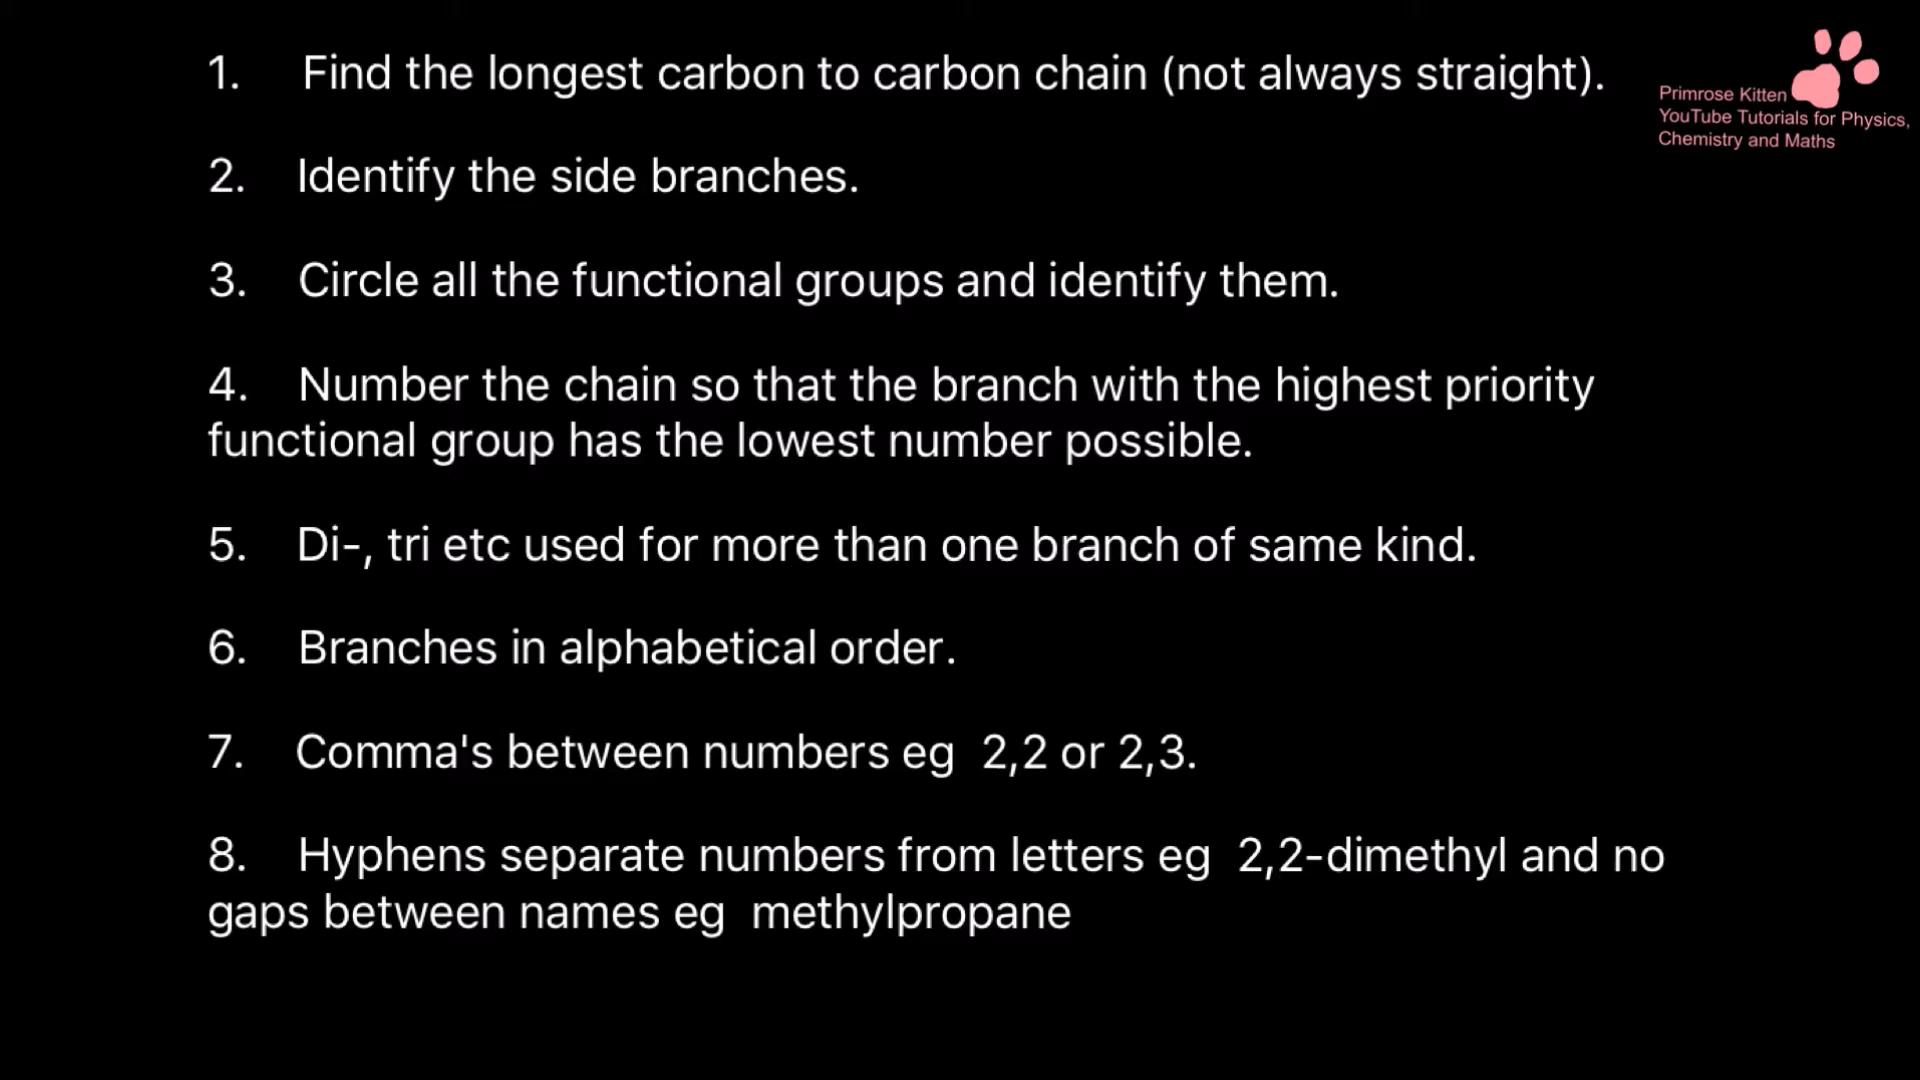 1. Find the longest carbon to carbon chain (not always straight).
Primrose Kitten
YouTube Tutorials for Physics,
Chemistry and Maths
2. Identify the side branches.
3. Circle all the functional groups and identify them.
4. Number the chain so that the branch with the highest priority
functional group has the lowest number possible.
5. Di-, tri etc used for more than one branch of same kind.
6. Branches in alphabetical order.
7. Comma's between numbers eg 2,2 or 2,3.
8. Hyphens separate numbers from letters eg 2,2-dimethyl and no
gaps between names eg methylpropane